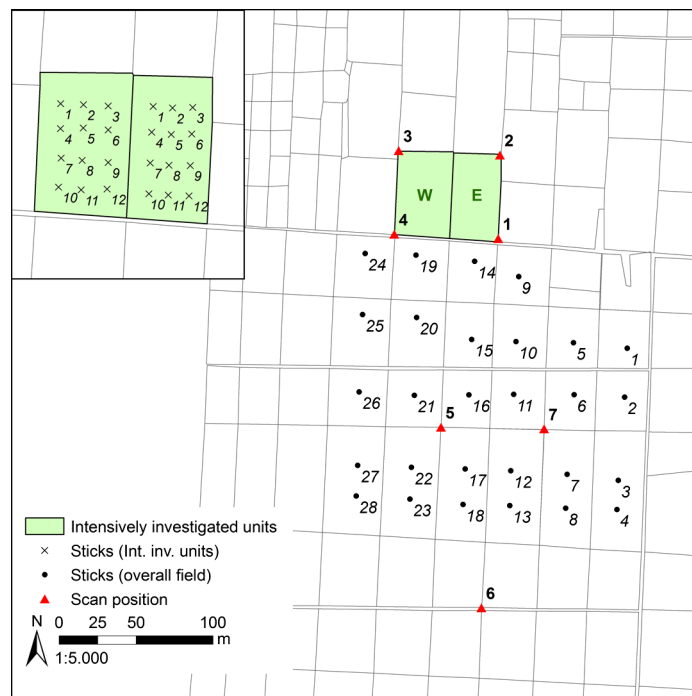 1 2 3 1 2 3
4 5 6 4 5 6
7 8 9 7 8 9
10 11 12 10 11 12
3 2
W E
4 1
24 19 14 9
25 20 15 10 5 1
26 21 16 11 6 2
5 7
27 22 17 12 7 3
28 23 18 13 8 4
6
Intensively investigated units
Sticks (Int. inv. units)
Sticks (overall field)
Scan position
N 0 25 50 100
m
1:5.000